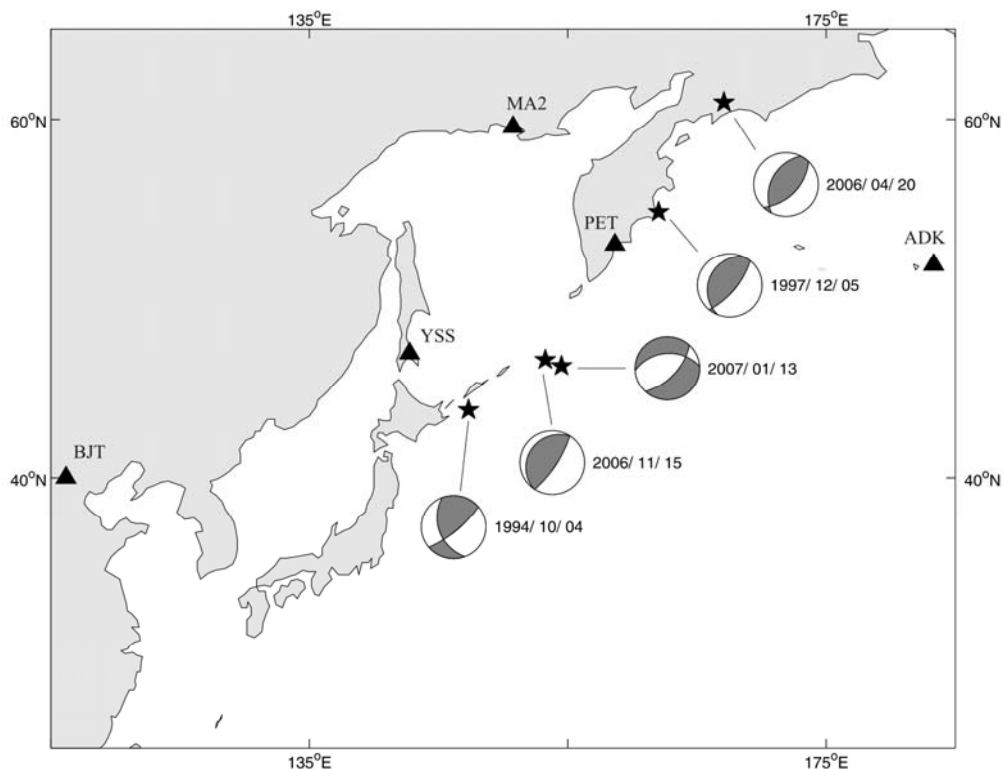 135°E
175°E
MA2
60°N
60°N
2006/ 04/ 20
PET
ADK
1997/ 12/ 05
YSS
2007/ 01/ 13
BJT
2006/ 11/ 15
40°N
40°N
1994/ 10/ 04
135°E
175°E